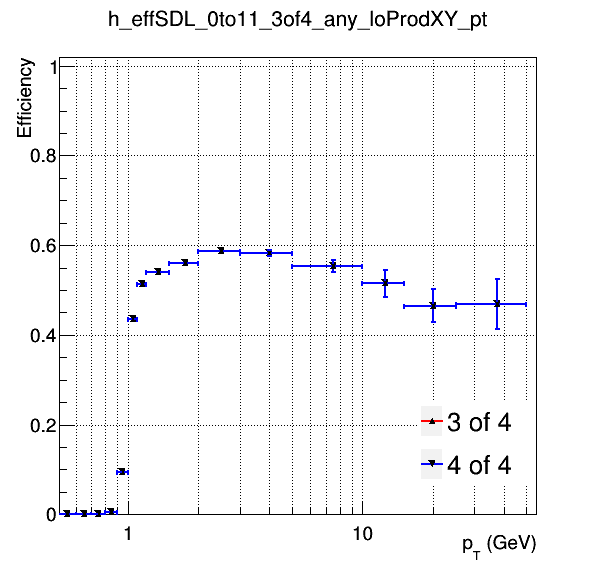 h_effSDL_0to11_3of4_any_loProdXY_pt
Efficiency
1
0.8
0.6
0.4
0.2
0
3 of 4
4 of 4
1
10
p_T (GeV)